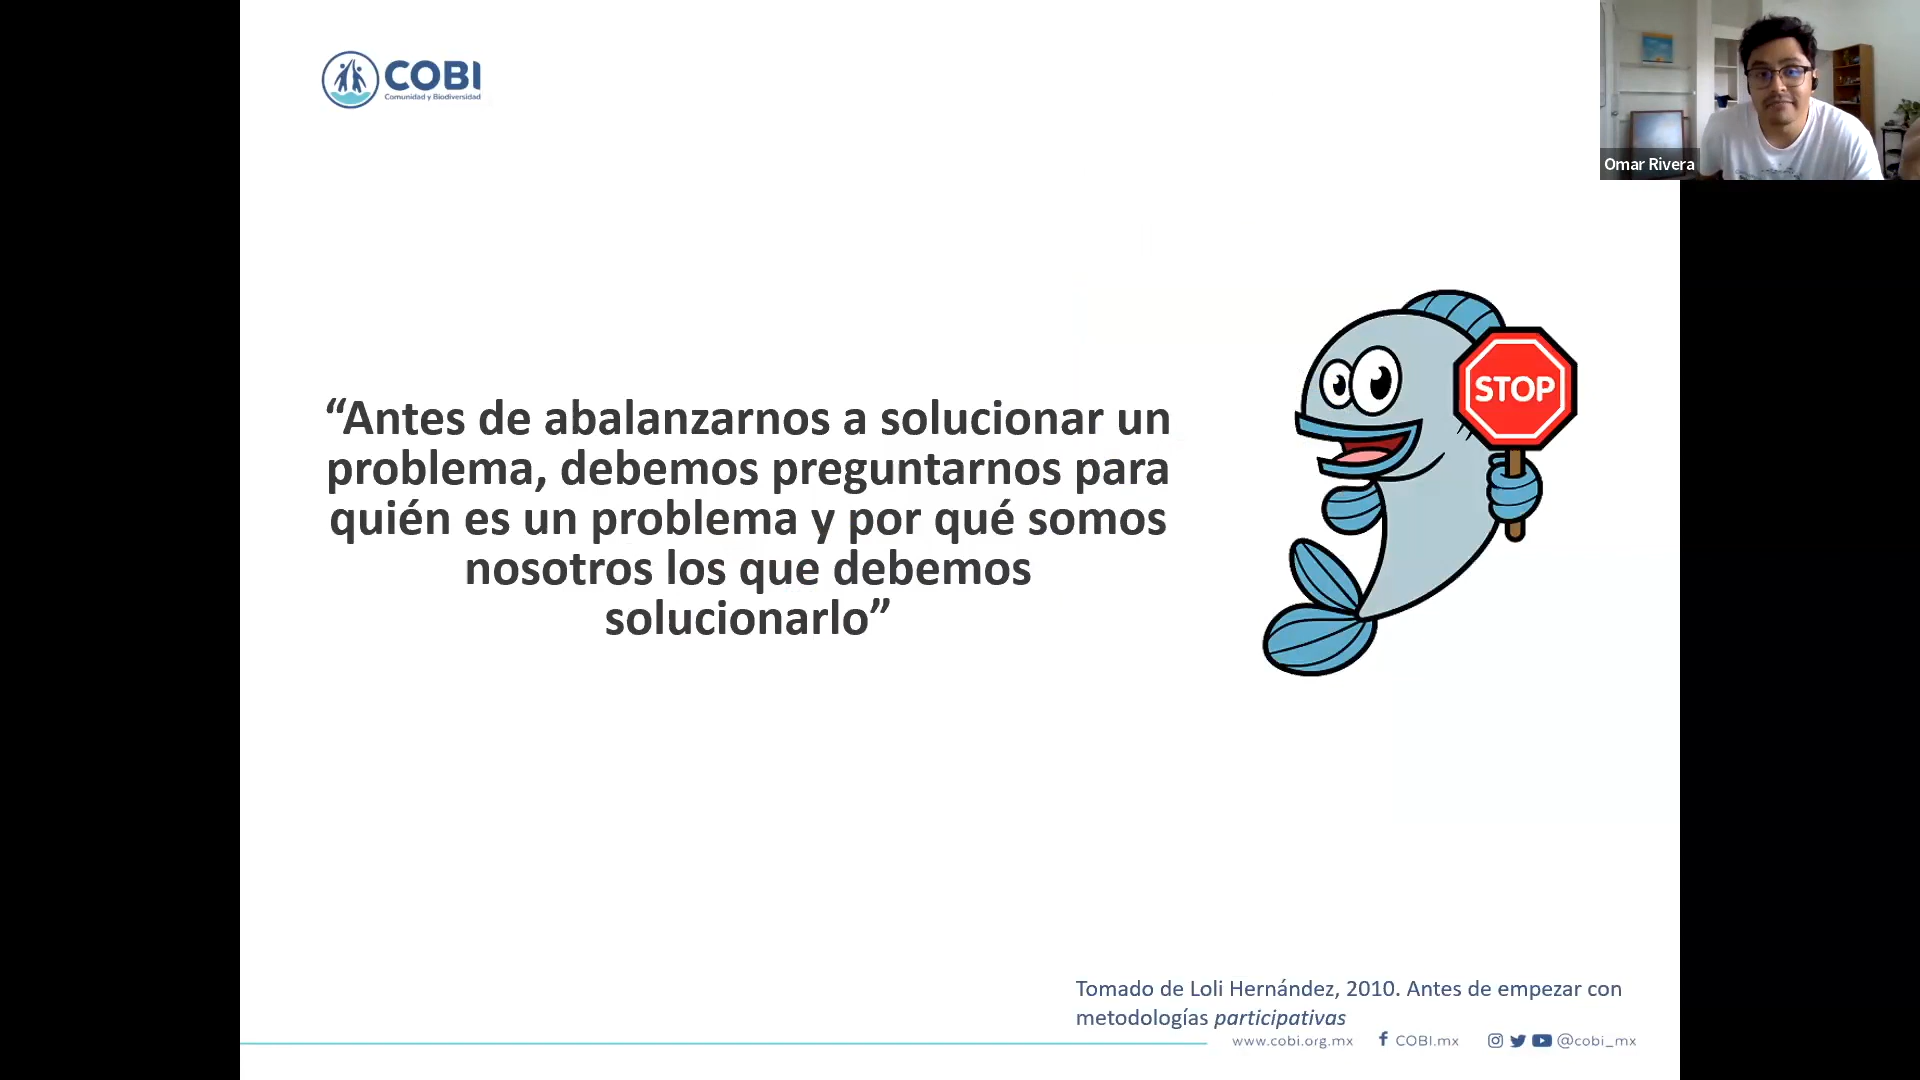 COBI
Comunidad y Biodiversidad
Omar Rivera
“Antes de abalanzarnos a solucionar un
problema, debemos preguntarnos para
quién es un problema y por qué somos
nosotros los que debemos
solucionarlo”
STOP
Tomado de Loli Hernández, 2010. Antes de empezar con
metodologías participativas
www.cobi.org.mx COBI.mx @cobi_mx